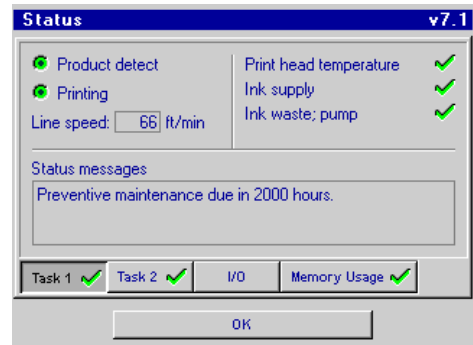 Status v7.1
Product detect
Printing
Line speed: 66 ft/min
Print head temperature
Ink supply
Ink waste; pump
Status messages
Preventive maintenance due in 2000 hours.
Task 1 Task 2 I/O Memory Usage
OK